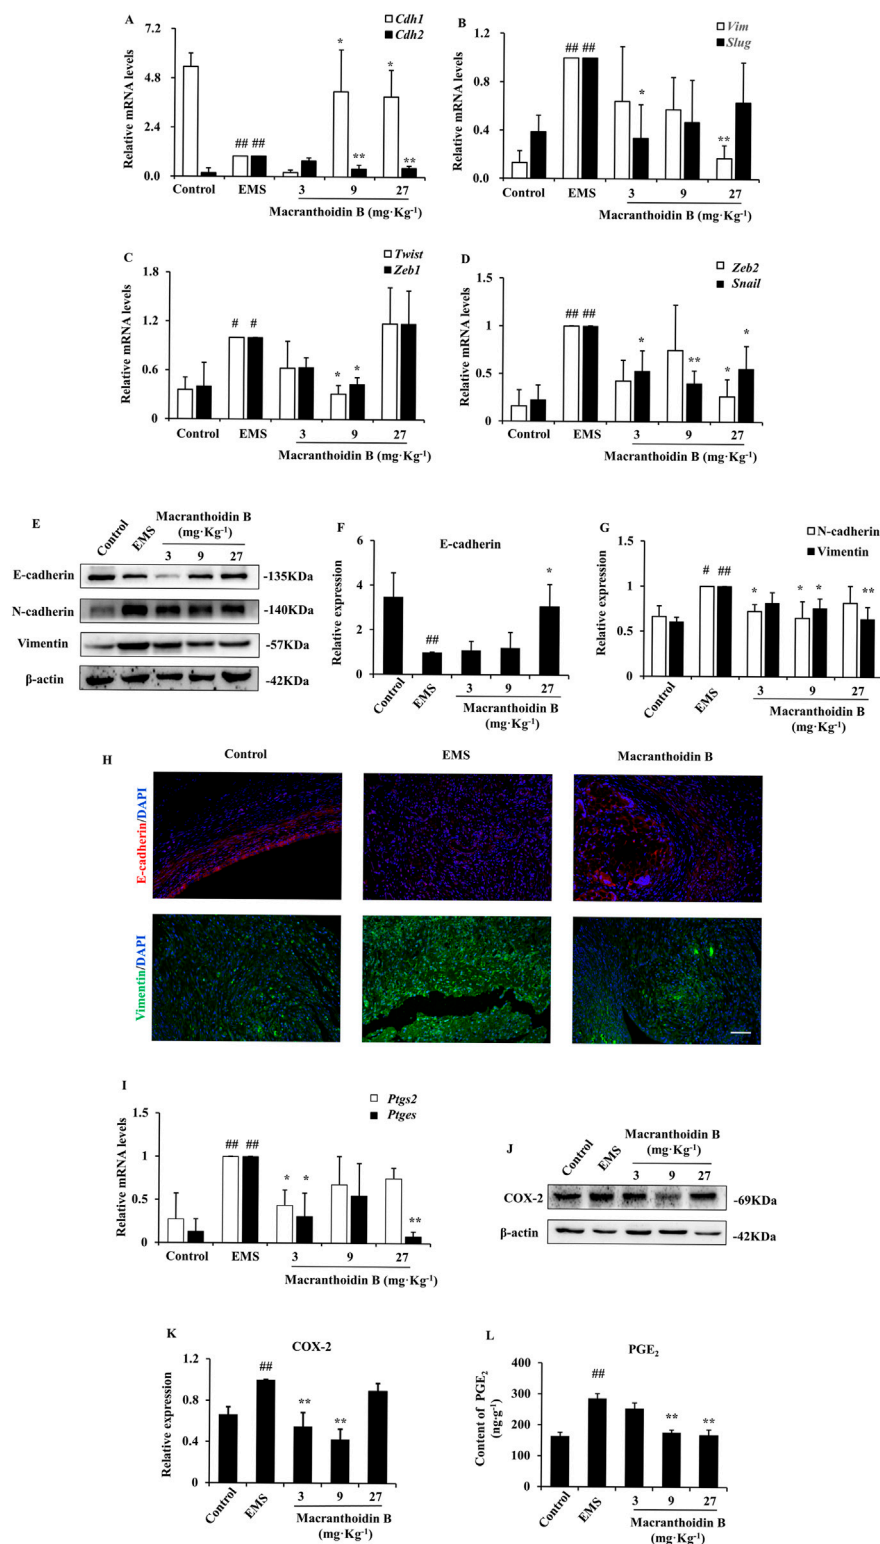 A
Cdh1
Cdh2
Relative mRNA levels
7.2
4.8
2.4
0.0
## ##
*
**
*
**
Control
EMS
3
9
27
Macranthoidin B (mg·Kg⁻¹)
B
Vim
Slug
Relative mRNA levels
1.2
0.8
0.4
0.0
## ##
*
**
Control
EMS
3
9
27
Macranthoidin B (mg·Kg⁻¹)
C
Twist
Zeb1
Relative mRNA levels
1.8
1.2
0.6
0
# #
* *
Control
EMS
3
9
27
Macranthoidin B (mg·Kg⁻¹)
D
Zeb2
Snail
Relative mRNA levels
1.5
1
0.5
0
## ##
*
**
* *
Control
EMS
3
9
27
Macranthoidin B (mg·Kg⁻¹)
E
Control
EMS
Macranthoidin B
(mg·Kg⁻¹)
3 9 27
E-cadherin -135KDa
N-cadherin -140KDa
Vimentin -57KDa
β-actin -42KDa
F
E-cadherin
Relative expression
6
4
2
0
##
*
Control
EMS
3
9
27
Macranthoidin B
(mg·Kg⁻¹)
G
N-cadherin
Vimentin
Relative expression
1.5
1
0.5
0
# ##
*
* *
**
Control
EMS
3
9
27
Macranthoidin B
(mg·Kg⁻¹)
H
Control
EMS
Macranthoidin B
E-cadherin/DAPI
Vimentin/DAPI
I
Ptgs2
Ptges
Relative mRNA levels
1.5
1
0.5
0
## ##
* *
**
Control
EMS
3
9
27
Macranthoidin B (mg·Kg⁻¹)
J
Control
EMS
Macranthoidin B
(mg·Kg⁻¹)
3 9 27
COX-2 -69KDa
β-actin -42KDa
K
COX-2
Relative expression
1.2
0.8
0.4
0
##
**
**
Control
EMS
3
9
27
Macranthoidin B
(mg·Kg⁻¹)
L
PGE₂
Content of PGE₂
(ng·g⁻¹)
400
300
200
100
0
##
**
**
Control
EMS
3
9
27
Macranthoidin B
(mg·Kg⁻¹)